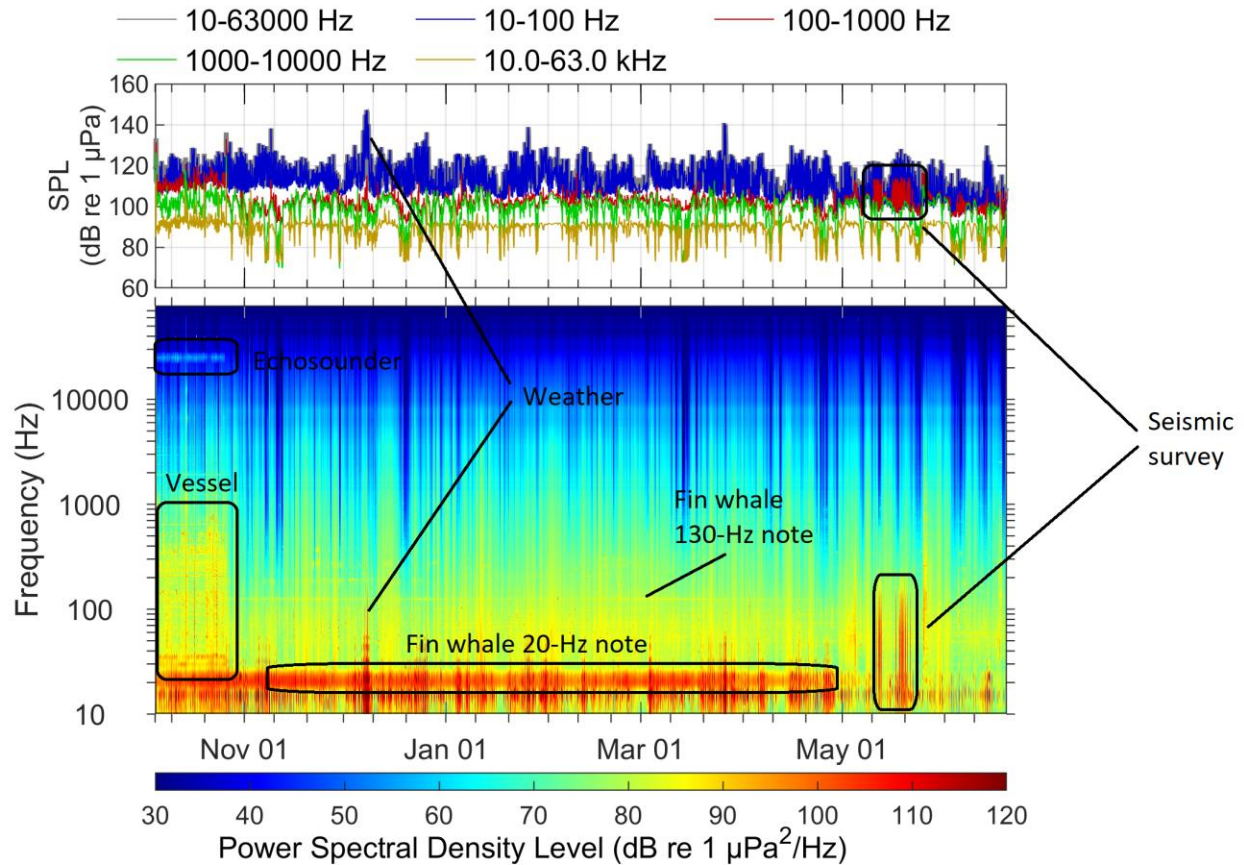 10-63000 Hz 10-100 Hz 100-1000 Hz
1000-10000 Hz 10.0-63.0 kHz
160
140
120
100
80
60
SPL
(dB re 1 µPa)
Echosounder
Weather
Seismic
survey
Vessel
Fin whale
130-Hz note
Fin whale 20-Hz note
10000
1000
100
10
Frequency (Hz)
Nov 01 Jan 01 Mar 01 May 01
30 40 50 60 70 80 90 100 110 120
Power Spectral Density Level (dB re 1 µPa²/Hz)